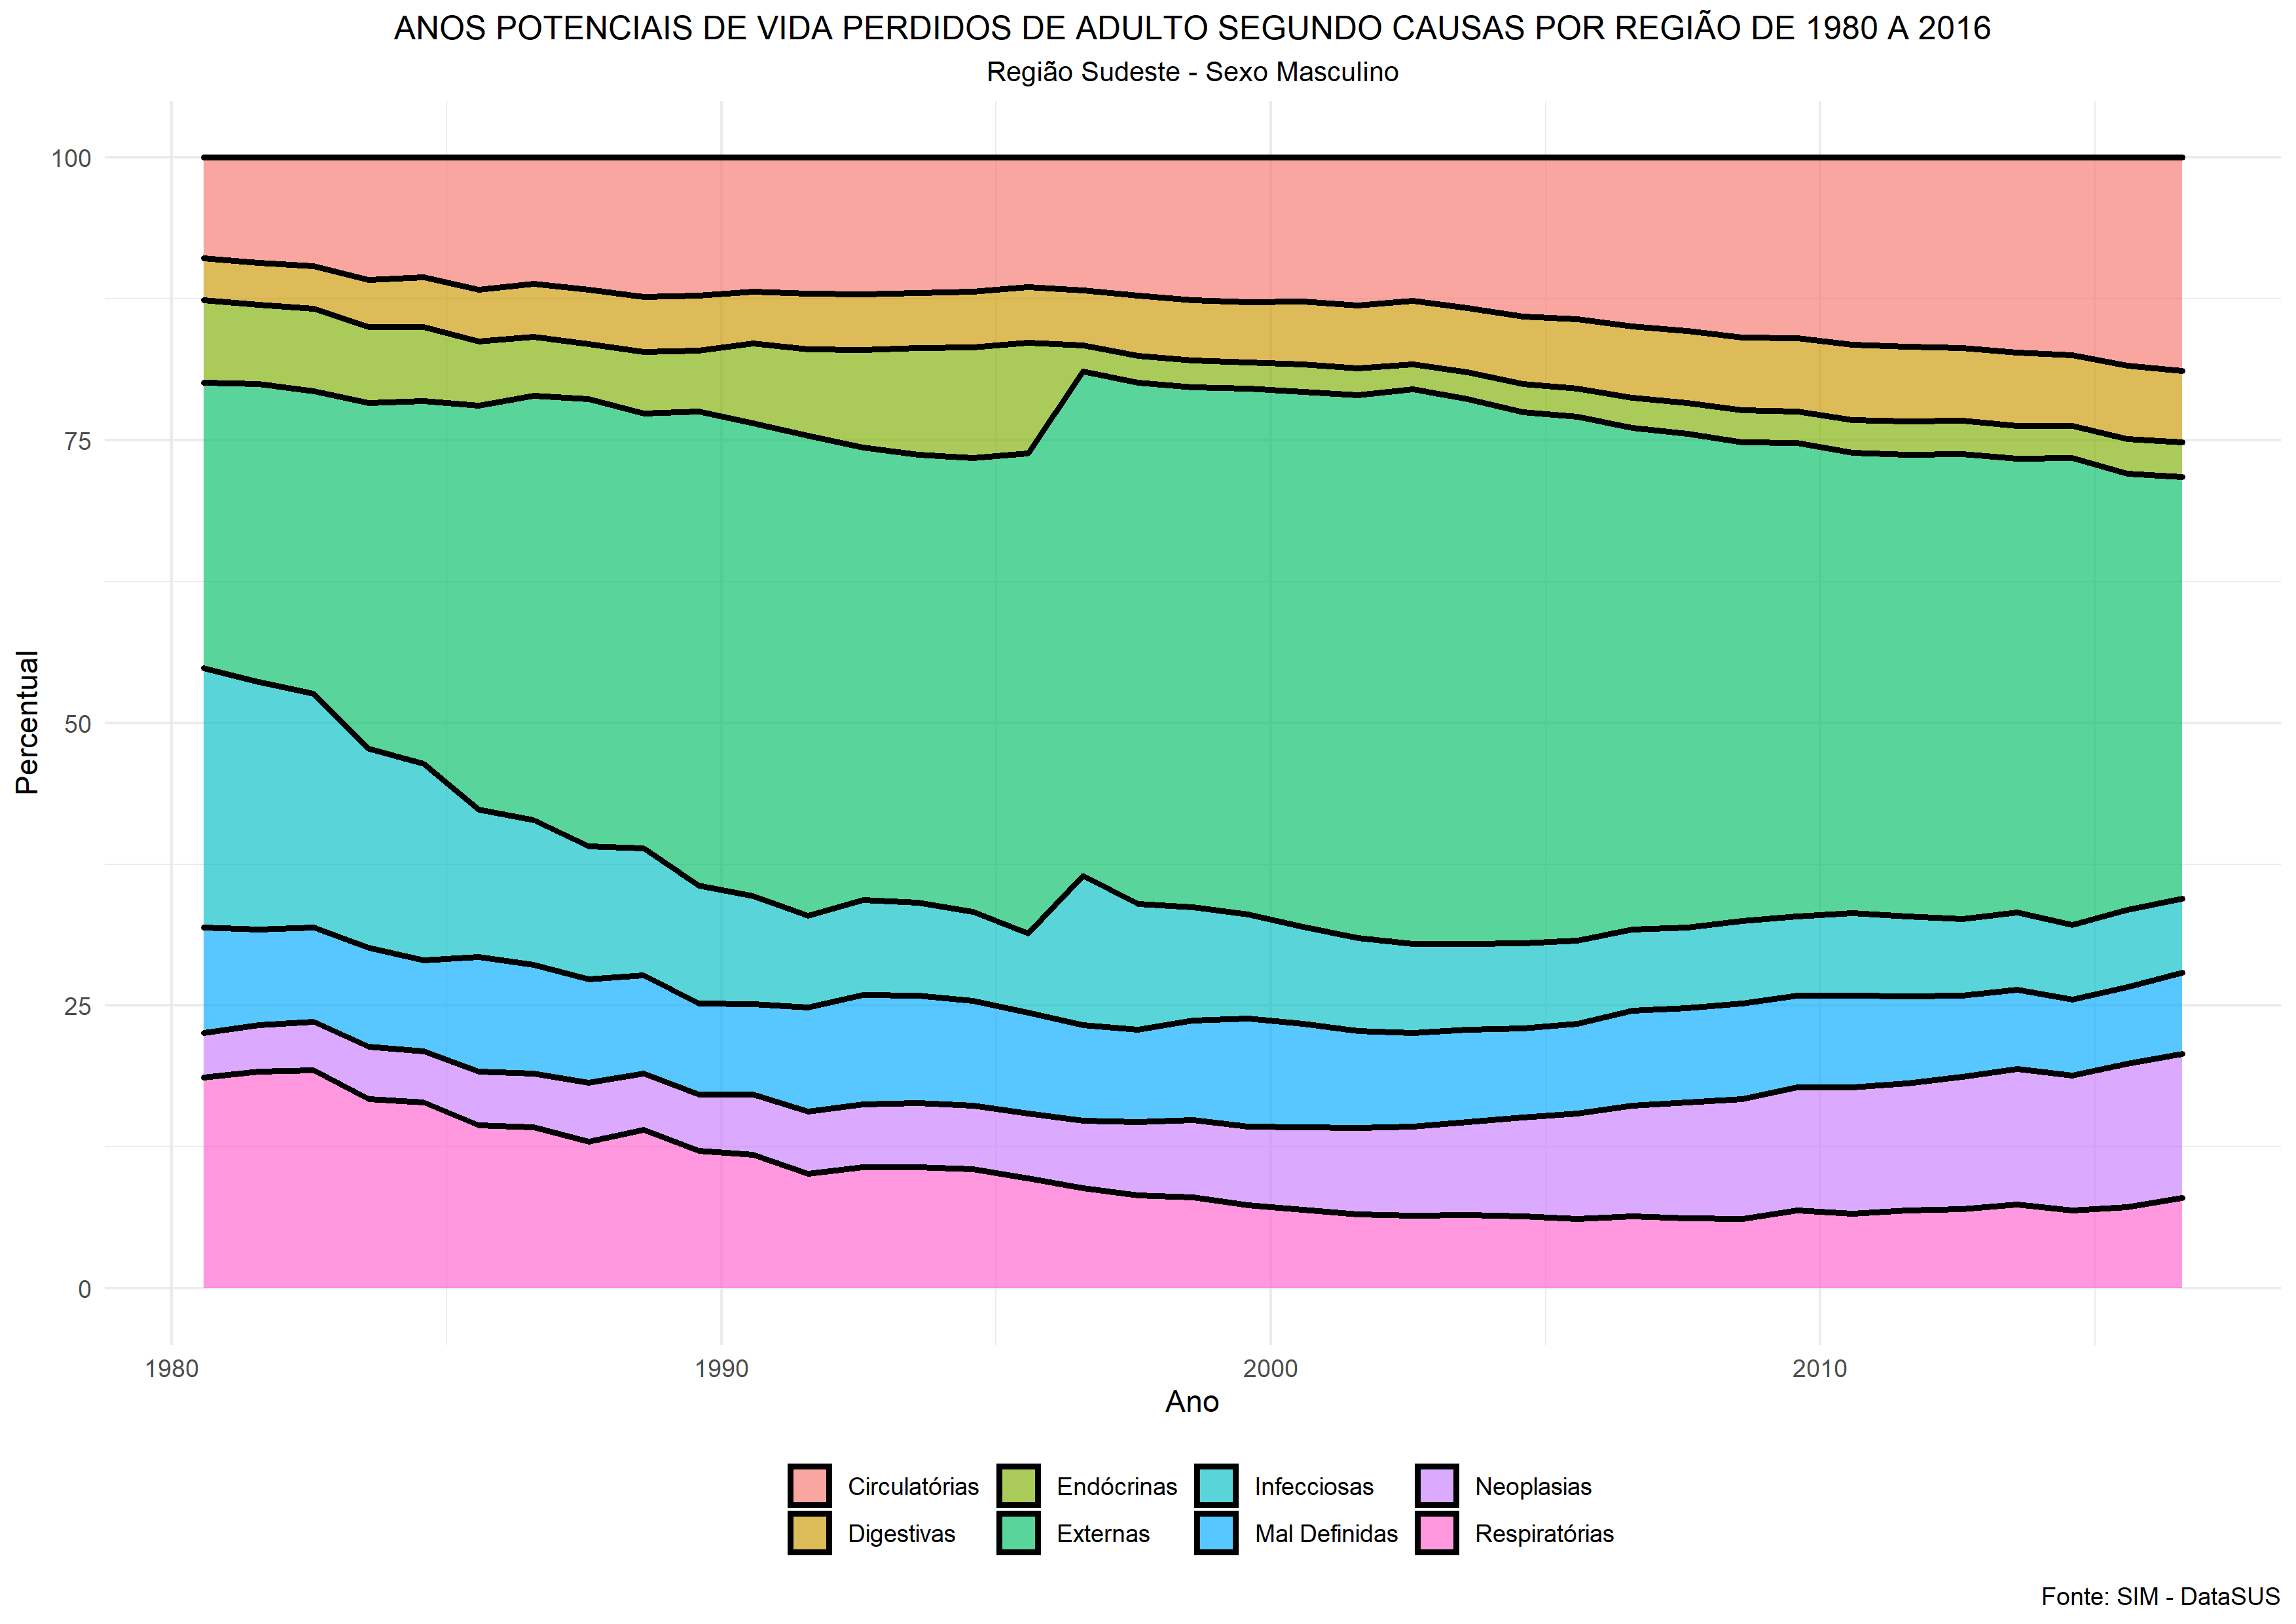 ANOS POTENCIAIS DE VIDA PERDIDOS DE ADULTO SEGUNDO CAUSAS POR REGIÃO DE 1980 A 2016
Região Sudeste - Sexo Masculino
Percentual
100
75
50
25
0
1980 1990 2000 2010
Ano
Circulatórias Endócrinas Infecciosas Neoplasias
Digestivas Externas Mal Definidas Respiratórias
Fonte: SIM - DataSUS